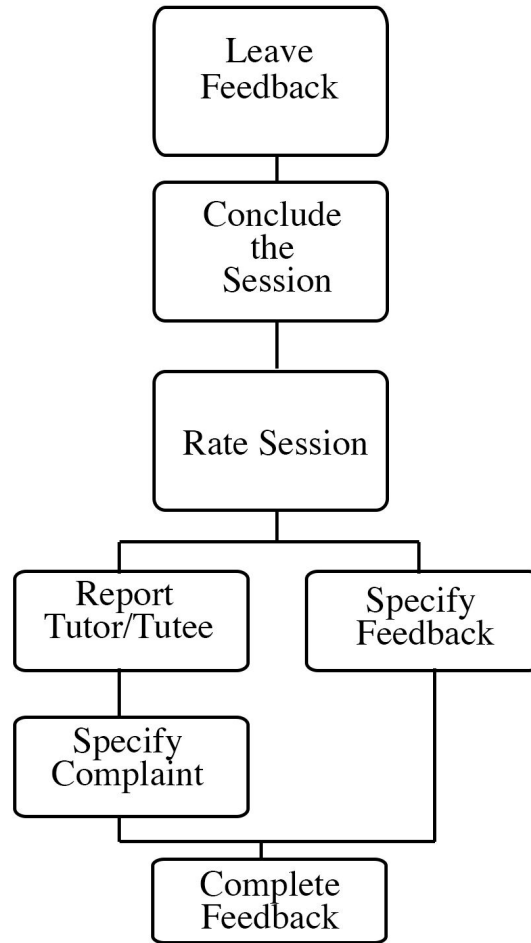 Leave
Feedback
Conclude
the
Session
Rate Session
Report
Tutor/Tutee
Specify
Feedback
Specify
Complaint
Complete
Feedback